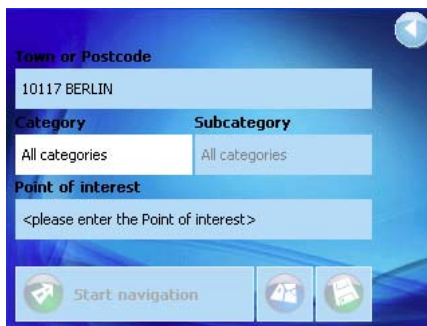 Town or Postcode
10117 BERLIN
Category Subcategory
All categories All categories
Point of interest
<please enter the Point of interest>
Start navigation